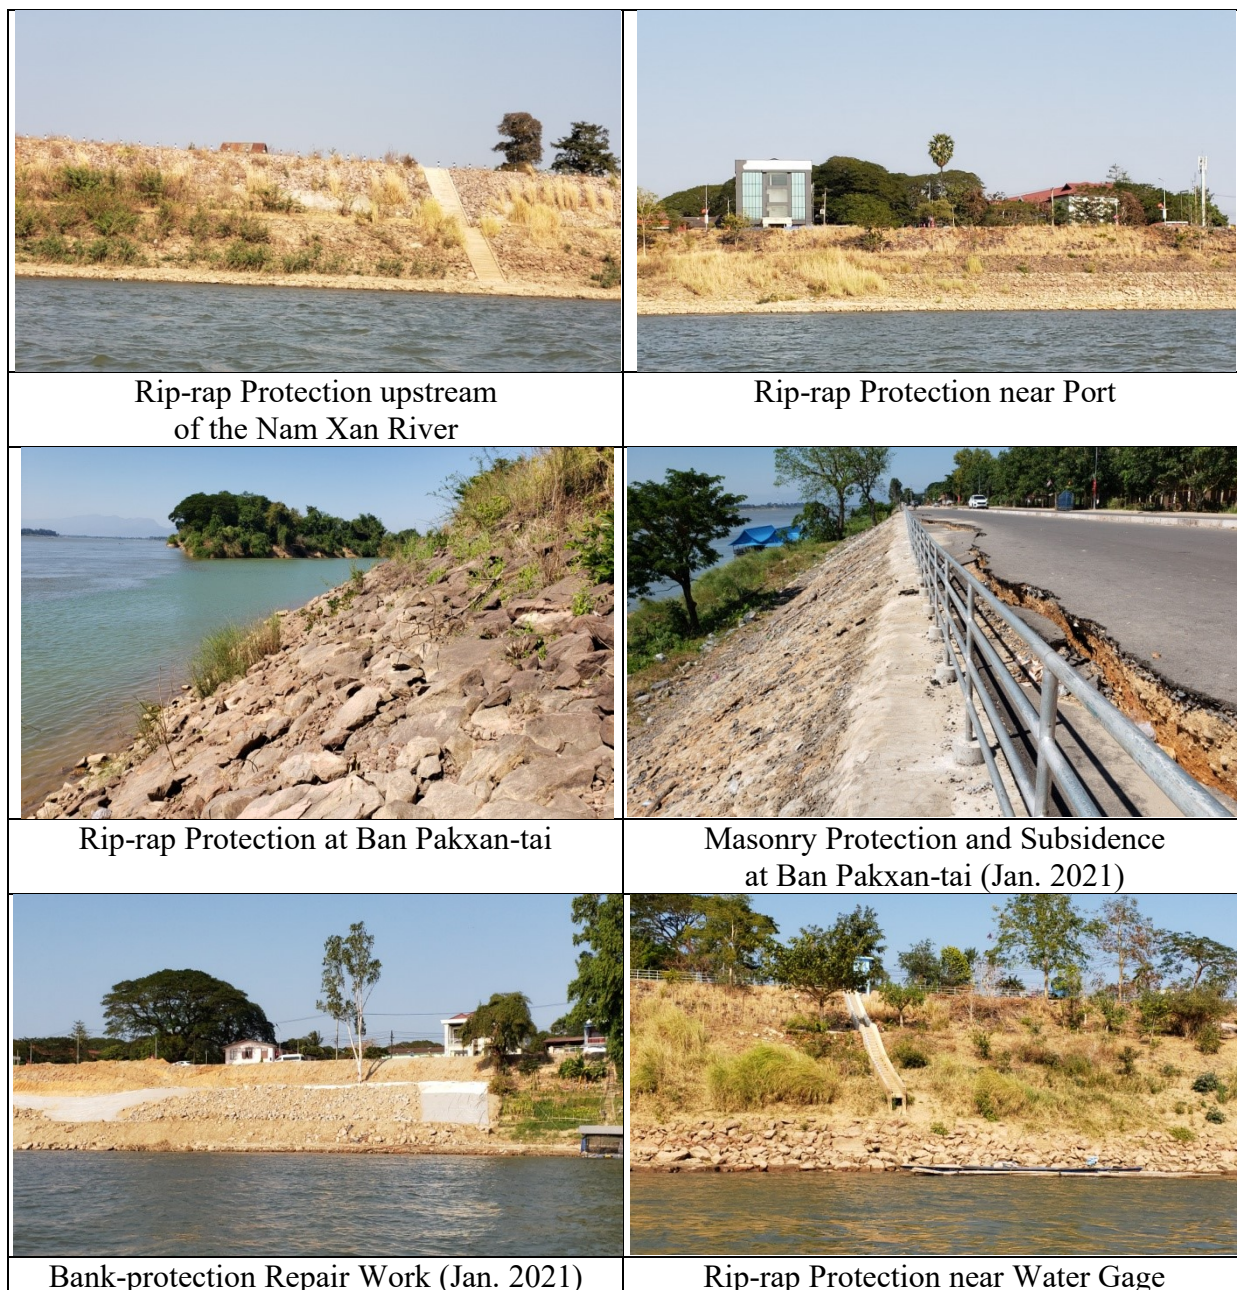 Rip-rap Protection upstream
of the Nam Xan River
Rip-rap Protection near Port
Rip-rap Protection at Ban Pakxan-tai
Masonry Protection and Subsidence
at Ban Pakxan-tai (Jan. 2021)
Bank-protection Repair Work (Jan. 2021)
Rip-rap Protection near Water Gage